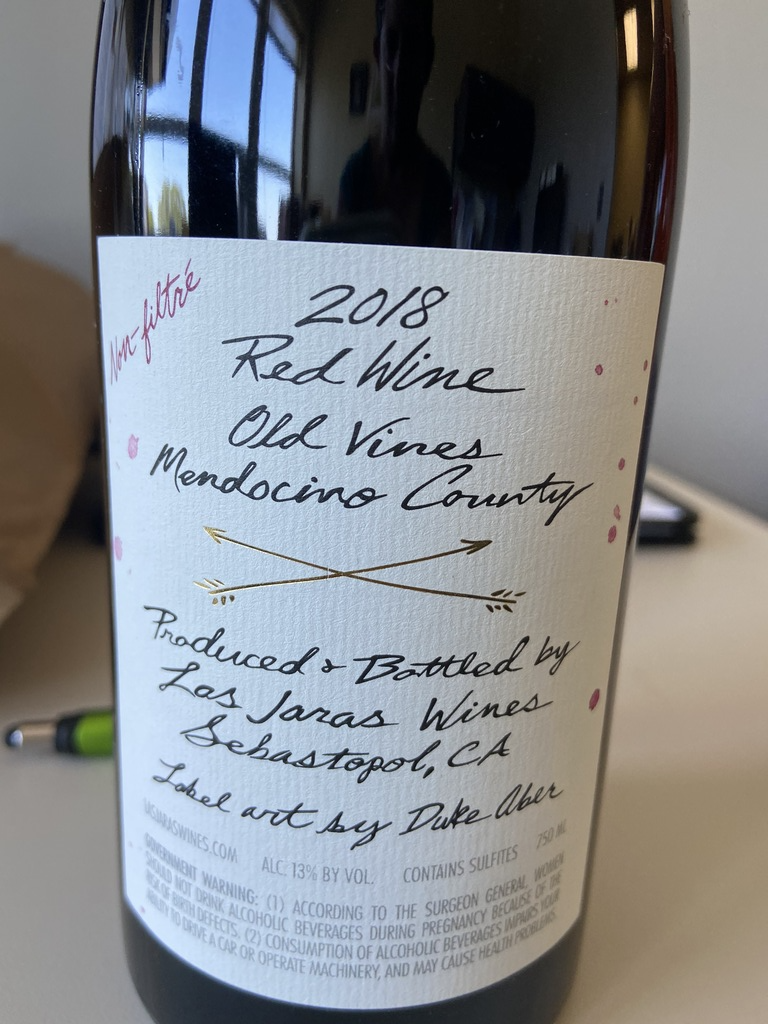 Non-filtré
2018
Red Wine
Old Vines
Mendocino County
Produced & Bottled by
Las Jaras Wines
Sebastopol, CA
Label art by Duke Aber
LASJARASWINES.COM ALC. 13% BY VOL. CONTAINS SULFITES 750 ML
GOVERNMENT WARNING: (1) ACCORDING TO THE SURGEON GENERAL, WOMEN
SHOULD NOT DRINK ALCOHOLIC BEVERAGES DURING PREGNANCY BECAUSE OF THE
RISK OF BIRTH DEFECTS. (2) CONSUMPTION OF ALCOHOLIC BEVERAGES IMPAIRS YOUR
ABILITY TO DRIVE A CAR OR OPERATE MACHINERY, AND MAY CAUSE HEALTH PROBLEMS.